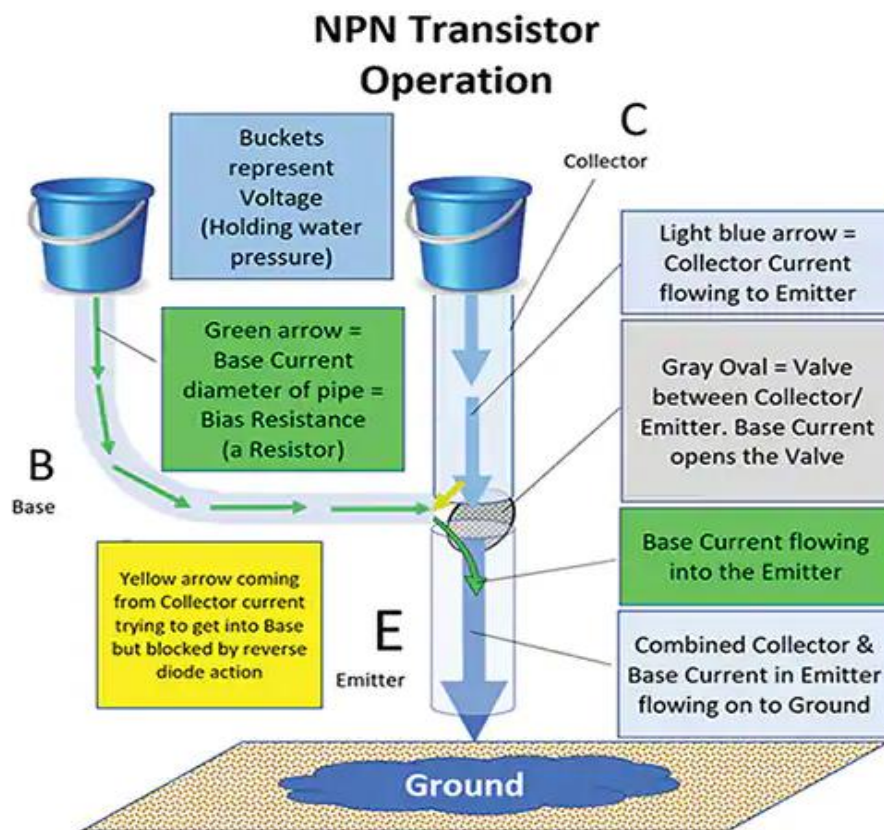 NPN Transistor
Operation
Buckets
represent
Voltage
(Holding water
pressure)
C
Collector
Light blue arrow =
Collector Current
flowing to Emitter
Green arrow =
Base Current
diameter of pipe =
Bias Resistance
(a Resistor)
Gray Oval = Valve
between Collector/
Emitter. Base Current
opens the Valve
B
Base
Base Current flowing
into the Emitter
Yellow arrow coming
from Collector current
trying to get into Base
but blocked by reverse
diode action
E
Emitter
Combined Collector &
Base Current in Emitter
flowing on to Ground
Ground